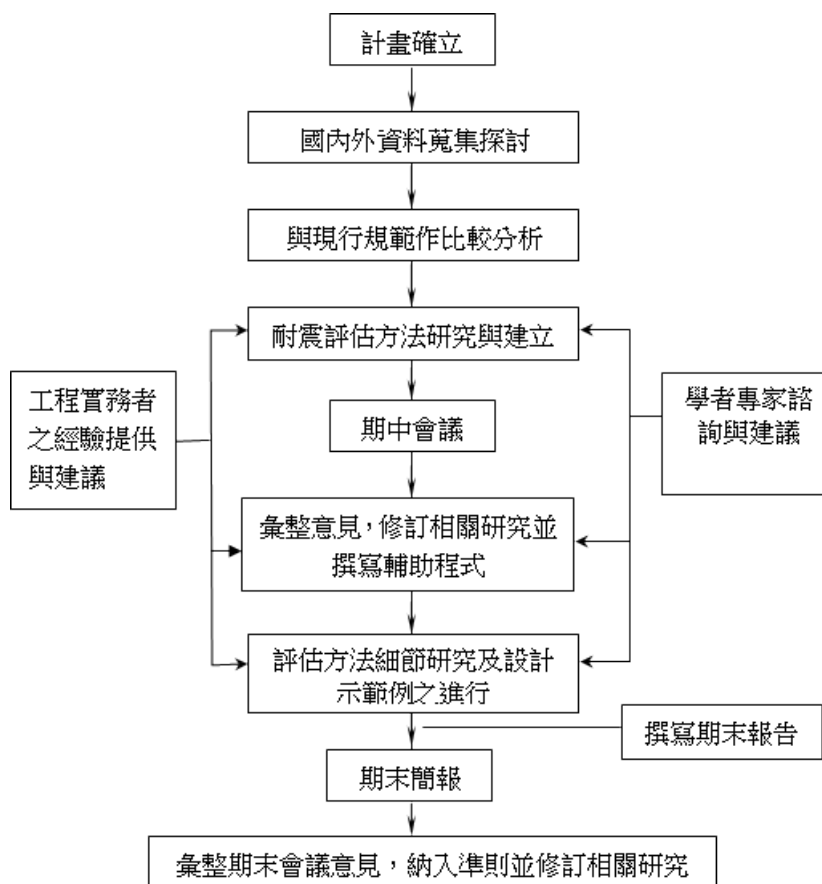 計畫確立
國內外資料蒐集探討
與現行規範作比較分析
耐震評估方法研究與建立
工程實務者
之經驗提供
與建議
學者專家諮
詢與建議
期中會議
彙整意見，修訂相關研究並
撰寫輔助程式
評估方法細節研究及設計
示範例之進行
撰寫期末報告
期末簡報
彙整期末會議意見，納入準則並修訂相關研究